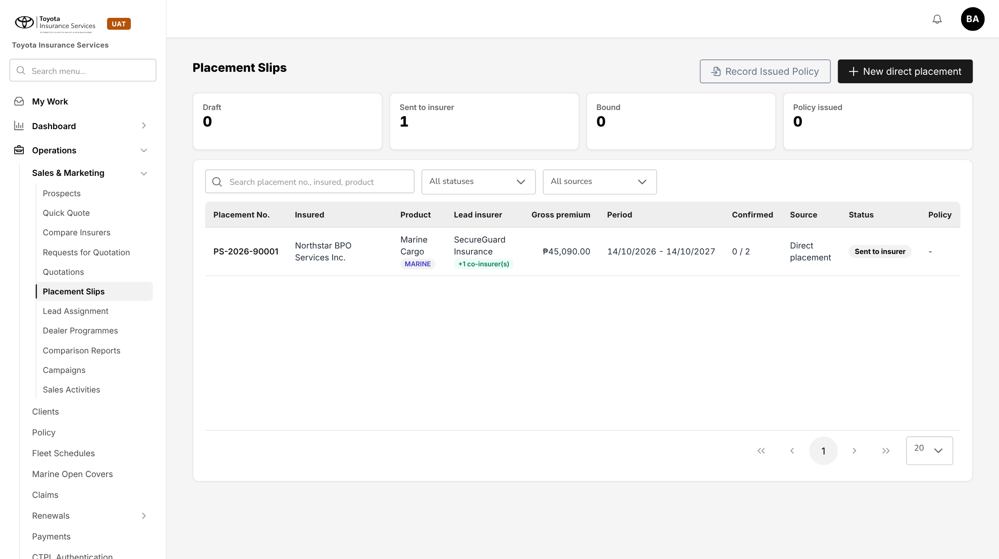 Toyota
Insurance Services
UAT
Toyota Insurance Services
Search menu...
My Work
Dashboard
Operations
Sales & Marketing
Prospects
Quick Quote
Compare Insurers
Requests for Quotation
Quotations
Placement Slips
Lead Assignment
Dealer Programmes
Comparison Reports
Campaigns
Sales Activities
Clients
Policy
Fleet Schedules
Marine Open Covers
Claims
Renewals
Payments
CTPL Authentication
BA
Placement Slips
Record Issued Policy
New direct placement
Draft
0
Sent to insurer
1
Bound
0
Policy issued
0
Search placement no., insured, product
All statuses
All sources
Placement No. Insured Product Lead insurer Gross premium Period Confirmed Source Status Policy
PS-2026-90001
Northstar BPO
Services Inc.
Marine
Cargo
MARINE
SecureGuard
Insurance
+1 co-insurer(s)
₱45,090.00
14/10/2026 - 14/10/2027
0 / 2
Direct
placement
Sent to insurer
-
1
20